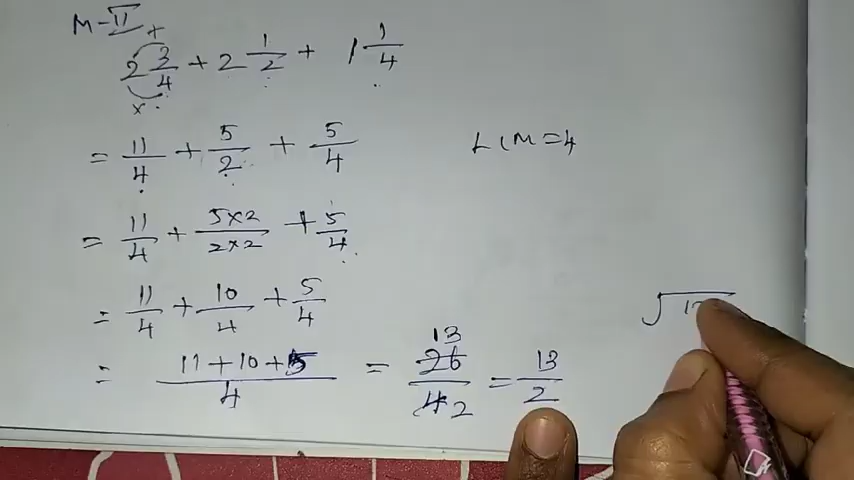 M-II
2 3/4 + 2 1/2 + 1 1/4
= 11/4 + 5/2 + 5/4
LCM = 4
= 11/4 + 5×2/2×2 + 5/4
= 11/4 + 10/4 + 5/4
= 11+10+5/4 = 26/4 13/2 = 13/2